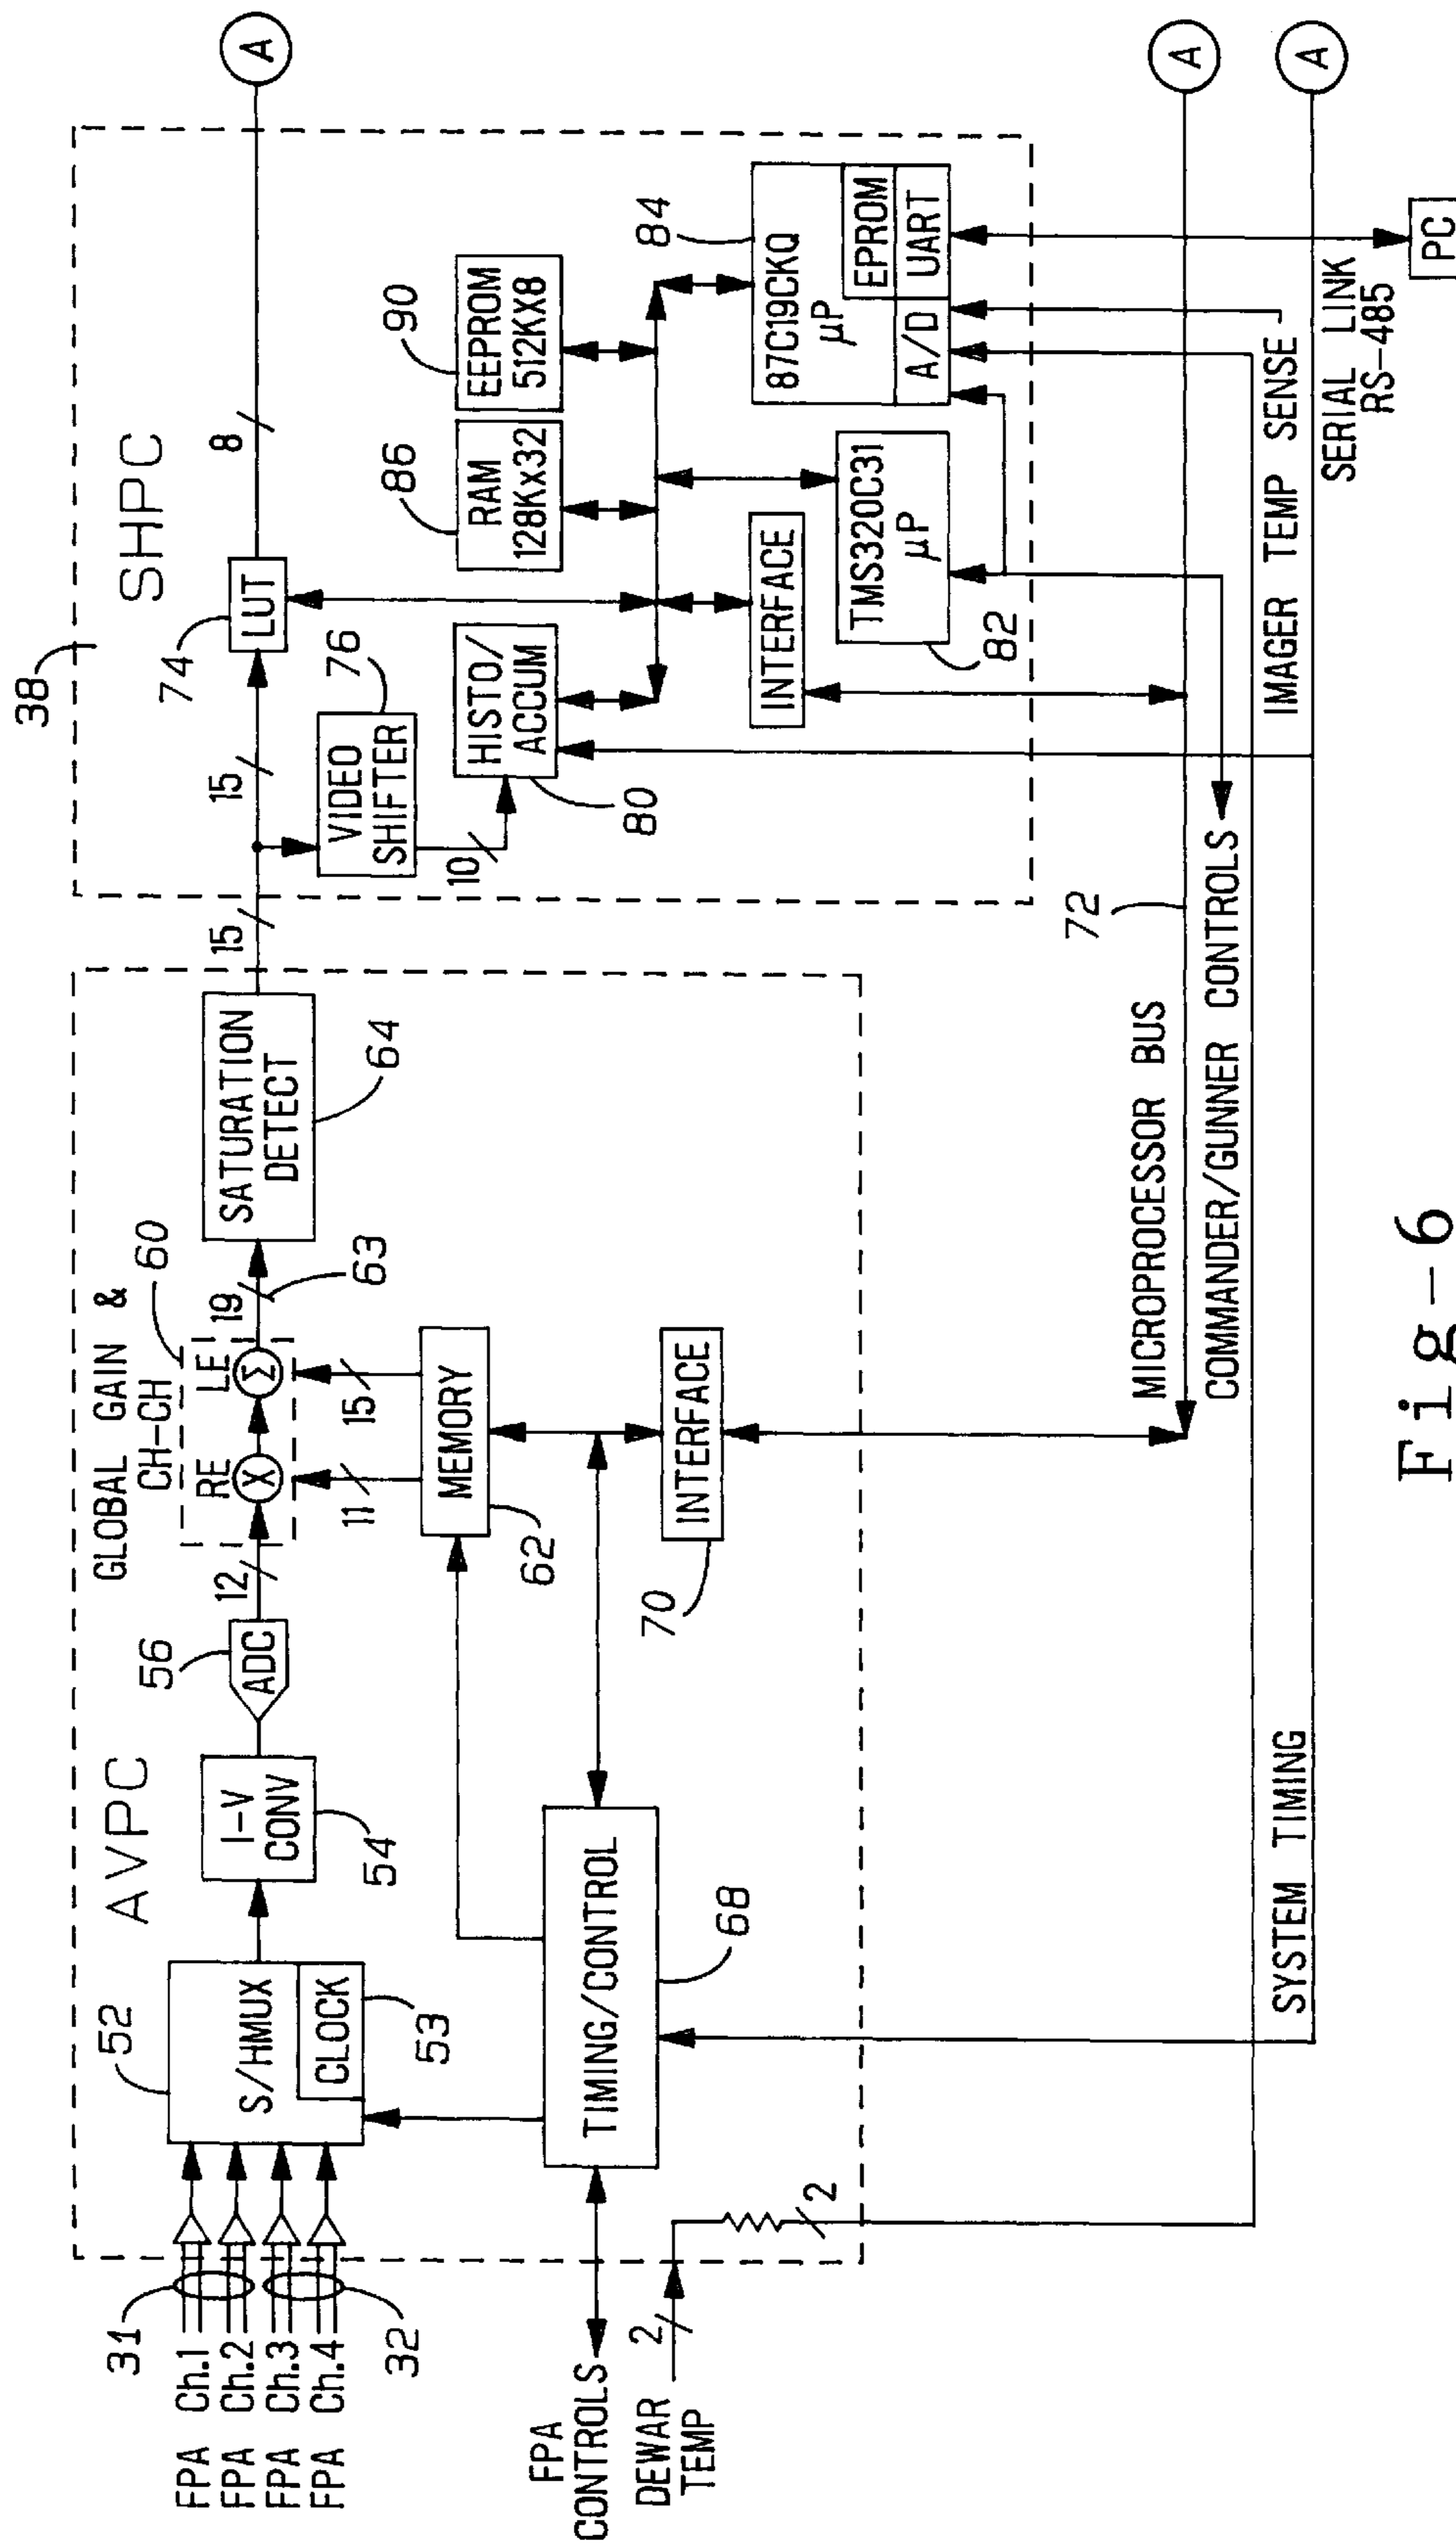 38
SHPC
AVPC
GLOBAL GAIN &
CH-CH
60
RE
LE
31
FPA Ch.1
FPA Ch.2
FPA Ch.3
FPA Ch.4
32
52
S/HMUX
CLOCK
53
I-V
CONV
54
56
ADC
12
X
Σ
19
63
SATURATION
DETECT
64
15
15
74
LUT
8
A
VIDEO
SHIFTER
76
10
HISTO/
ACCUM
80
RAM
128Kx32
86
EEPROM
512KX8
90
11
15
MEMORY
62
INTERFACE
70
TIMING/CONTROL
68
FPA
CONTROLS
DEWAR
TEMP
2
2
INTERFACE
TMS320C31
µP
82
87C19CKQ
µP
84
EPROM
A/D
UART
MICROPROCESSOR BUS
72
A
COMMANDER/GUNNER CONTROLS
IMAGER TEMP SENSE
SYSTEM TIMING
A
SERIAL LINK
RS-485
PC
Fig-6